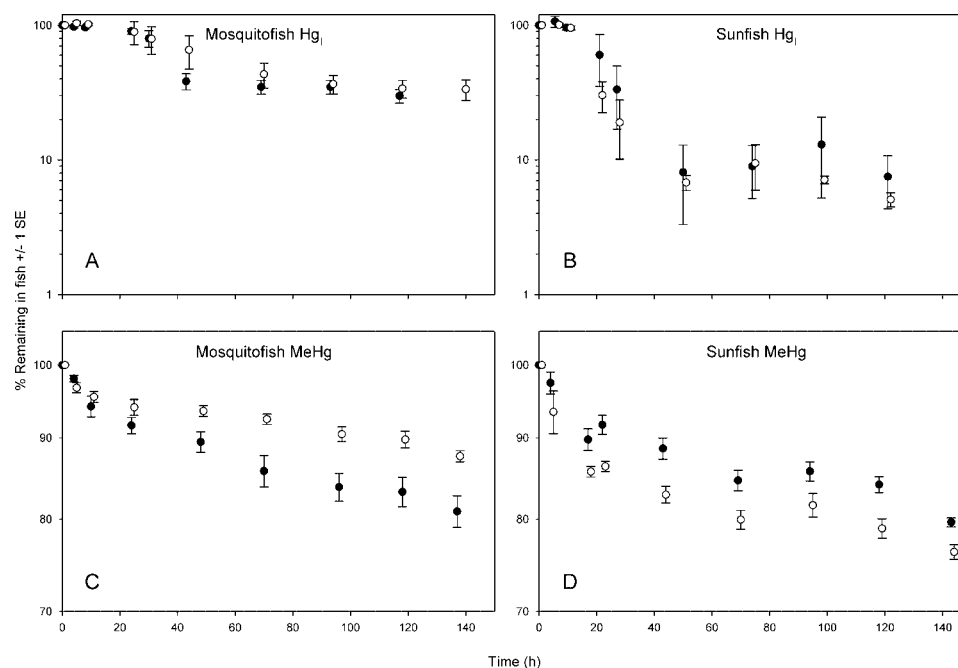 Mosquitofish HgI
Sunfish HgI
100
10
1
A
100
10
1
B
% Remaining in fish +/- 1 SE
Mosquitofish MeHg
Sunfish MeHg
100
90
80
70
C
100
90
80
70
D
0 20 40 60 80 100 120 140
0 20 40 60 80 100 120 140
Time (h)